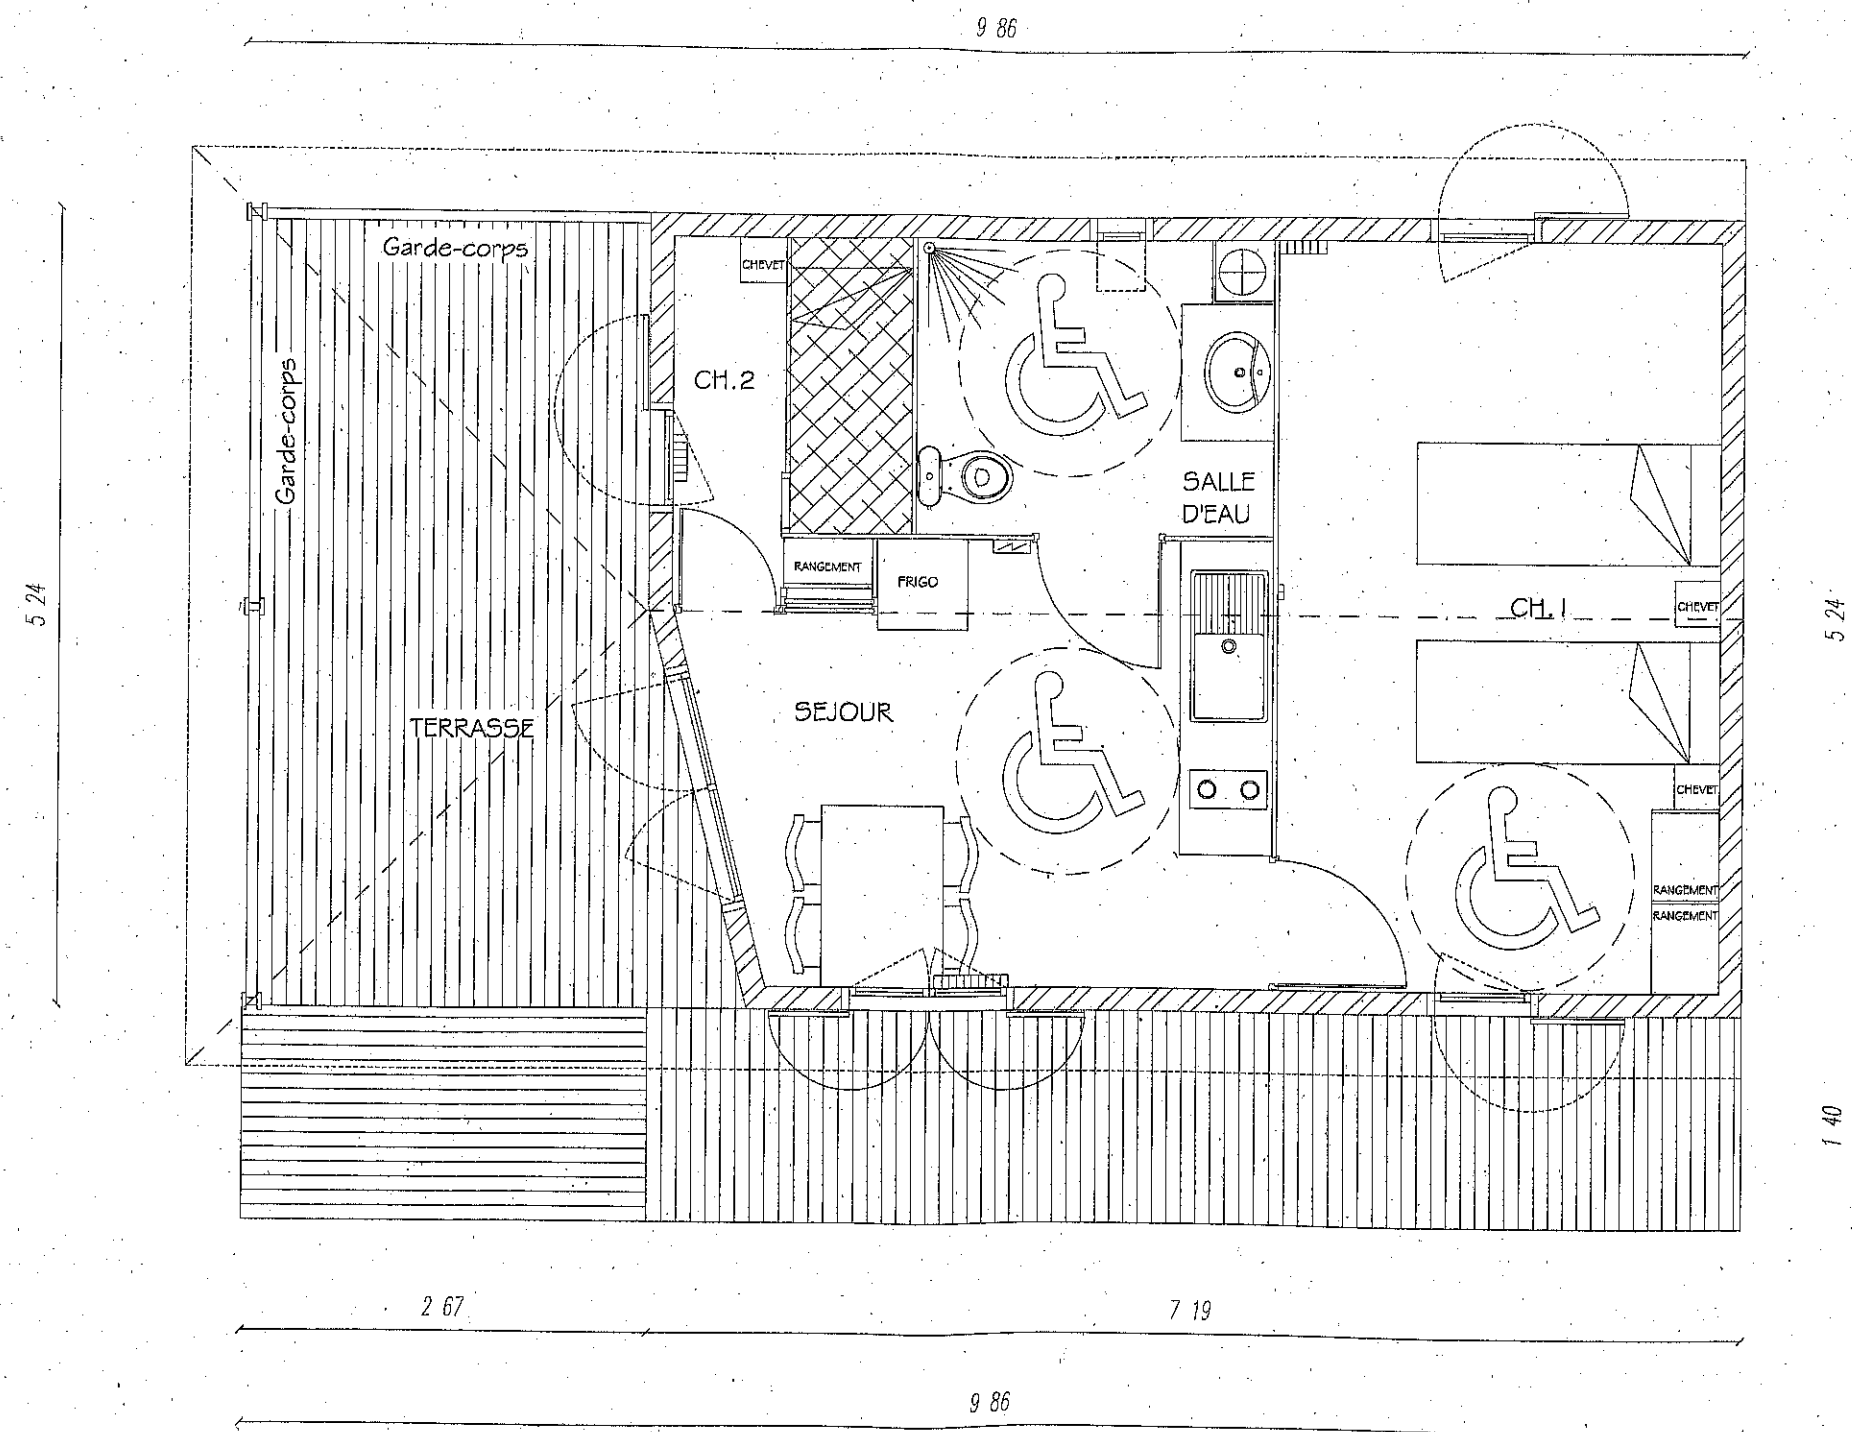 9 86
Garde-corps
CHEVET
Garde-corps
CH.2
SALLE
D'EAU
RANGEMENT
FRIGO
5 24
CH.1
CHEVET
5 24
SEJOUR
TERRASSE
CHEVET
RANGEMENT
RANGEMENT
1 40
2 67
7 19
9 86